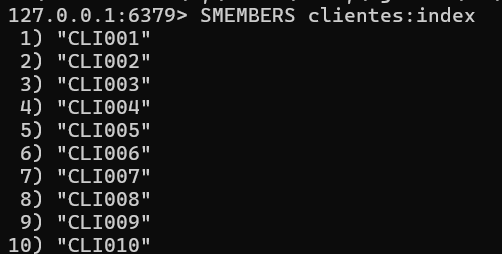 127.0.0.1:6379> SMEMBERS clientes:index
1) "CLI001"
2) "CLI002"
3) "CLI003"
4) "CLI004"
5) "CLI005"
6) "CLI006"
7) "CLI007"
8) "CLI008"
9) "CLI009"
10) "CLI010"